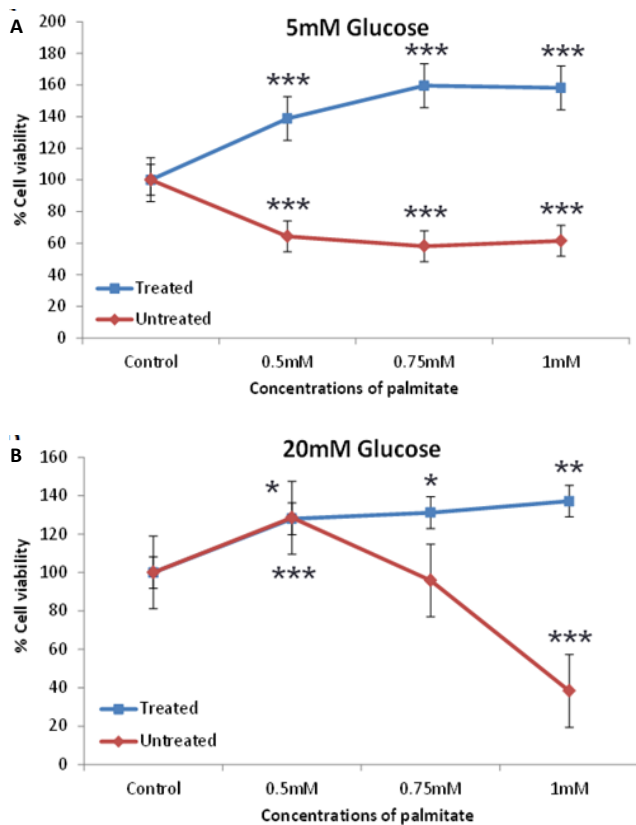 A
5mM Glucose
200
180
160
140
120
100
80
60
40
20
0
% Cell viability
***
***
***
***
***
***
Treated
Untreated
Control 0.5mM 0.75mM 1mM
Concentrations of palmitate
B
20mM Glucose
160
140
120
100
80
60
40
20
0
% Cell viability
*
*
**
***
***
Treated
Untreated
Control 0.5mM 0.75mM 1mM
Concentrations of palmitate